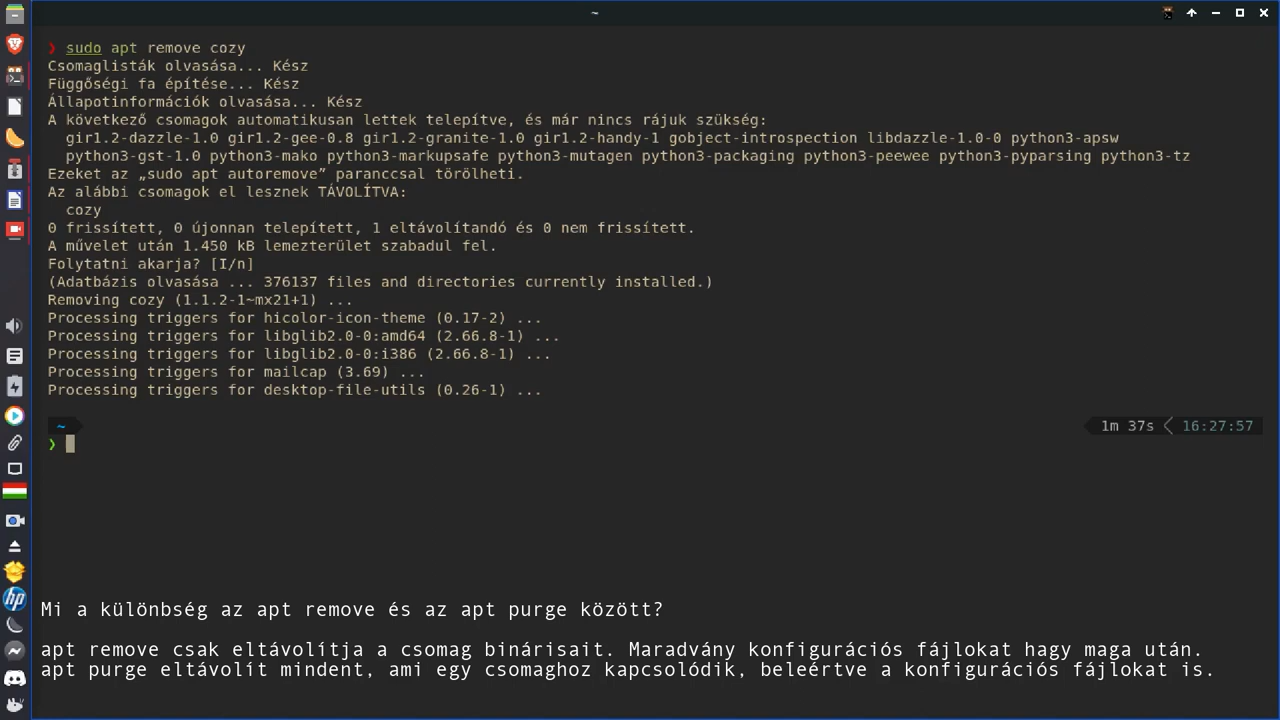 ~
❯ sudo apt remove cozy
Csomaglisták olvasása... Kész
Függőségi fa építése... Kész
Állapotinformációk olvasása... Kész
A következő csomagok automatikusan lettek telepítve, és már nincs rájuk szükség:
gir1.2-dazzle-1.0 gir1.2-gee-0.8 gir1.2-granite-1.0 gir1.2-handy-1 gobject-introspection libdazzle-1.0-0 python3-apsw
python3-gst-1.0 python3-mako python3-markupsafe python3-mutagen python3-packaging python3-peewee python3-pyparsing python3-tz
Ezeket az „sudo apt autoremove” paranccsal törölheti.
Az alábbi csomagok el lesznek TÁVOLÍTVA:
cozy
0 frissített, 0 újonnan telepített, 1 eltávolítandó és 0 nem frissített.
A művelet után 1.450 kB lemezterület szabadul fel.
Folytatni akarja? [I/n]
(Adatbázis olvasása ... 376137 files and directories currently installed.)
Removing cozy (1.1.2-1~mx21+1) ...
Processing triggers for hicolor-icon-theme (0.17-2) ...
Processing triggers for libglib2.0-0:amd64 (2.66.8-1) ...
Processing triggers for libglib2.0-0:i386 (2.66.8-1) ...
Processing triggers for mailcap (3.69) ...
Processing triggers for desktop-file-utils (0.26-1) ...
~ 1m 37s 16:27:57
❯
hp
Mi a különbség az apt remove és az apt purge között?
apt remove csak eltávolítja a csomag binárisait. Maradvány konfigurációs fájlokat hagy maga után.
apt purge eltávolít mindent, ami egy csomaghoz kapcsolódik, beleértve a konfigurációs fájlokat is.